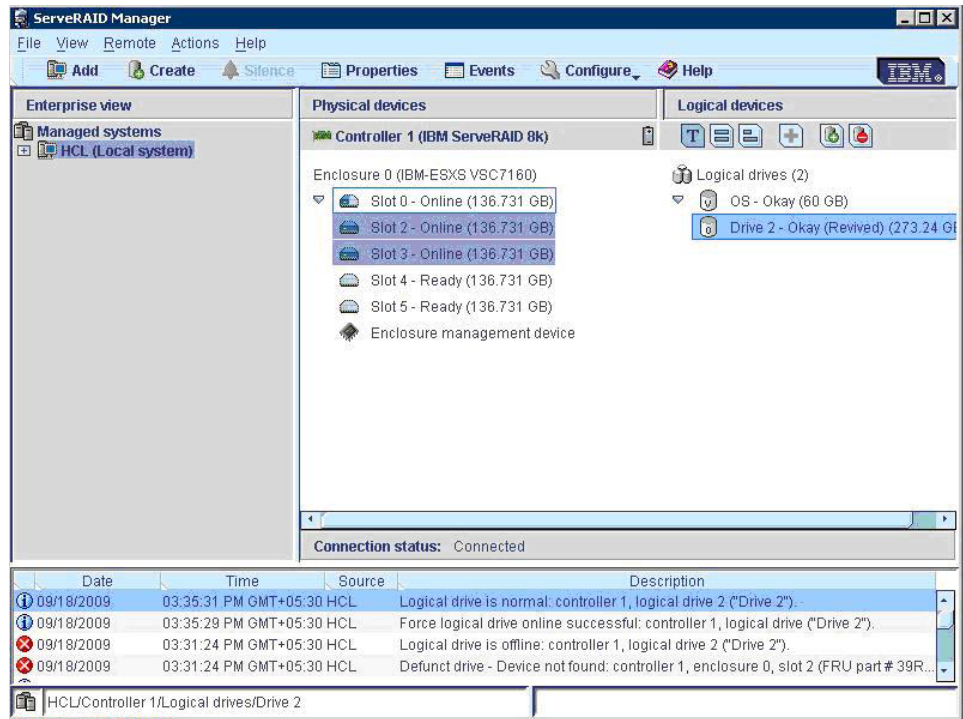 ServeRAID Manager
File View Remote Actions Help
Add Create Silence Properties Events Configure Help IBM
Enterprise view
Managed systems
HCL (Local system)
Physical devices
Controller 1 (IBM ServeRAID 8k)
Enclosure 0 (IBM-ESXS VSC7160)
Slot 0 - Online (136.731 GB)
Slot 2 - Online (136.731 GB)
Slot 3 - Online (136.731 GB)
Slot 4 - Ready (136.731 GB)
Slot 5 - Ready (136.731 GB)
Enclosure management device
Logical devices
T
Logical drives (2)
OS - Okay (60 GB)
Drive 2 - Okay (Revived) (273.24 GB
Connection status: Connected
Date Time Source Description
09/18/2009 03:35:31 PM GMT+05:30 HCL Logical drive is normal: controller 1, logical drive 2 ("Drive 2").
09/18/2009 03:35:29 PM GMT+05:30 HCL Force logical drive online successful: controller 1, logical drive ("Drive 2").
09/18/2009 03:31:24 PM GMT+05:30 HCL Logical drive is offline: controller 1, logical drive 2 ("Drive 2").
09/18/2009 03:31:24 PM GMT+05:30 HCL Defunct drive - Device not found: controller 1, enclosure 0, slot 2 (FRU part # 39R...
HCL/Controller 1/Logical drives/Drive 2